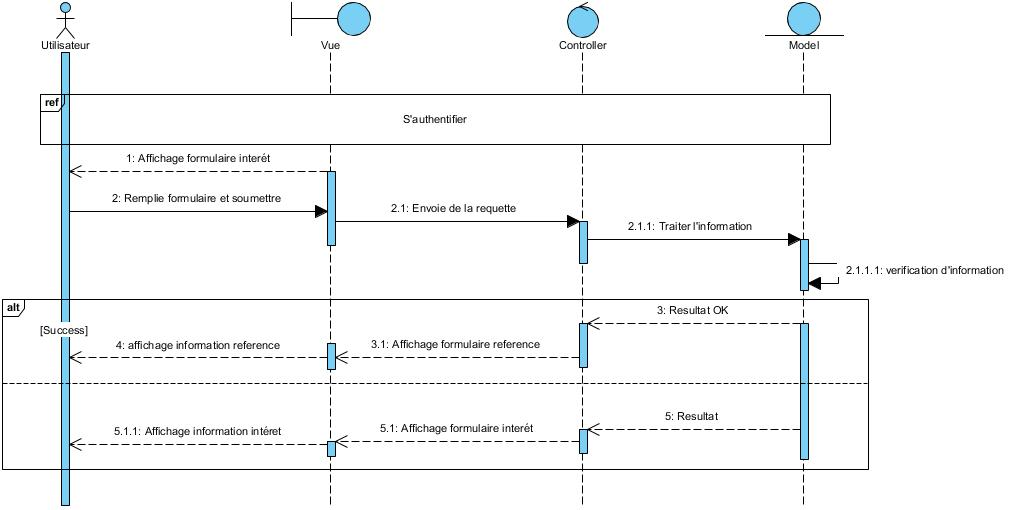 Utilisateur
Vue
Controller
Model
ref
S'authentifier
1: Affichage formulaire interét
2: Remplie formulaire et soumettre
2.1: Envoie de la requette
2.1.1: Traiter l'information
2.1.1.1: verification d'information
alt
3: Resultat OK
[Success]
4: affichage information reference
3.1: Affichage formulaire reference
5: Resultat
5.1.1: Affichage information intéret
5.1: Affichage formulaire interét